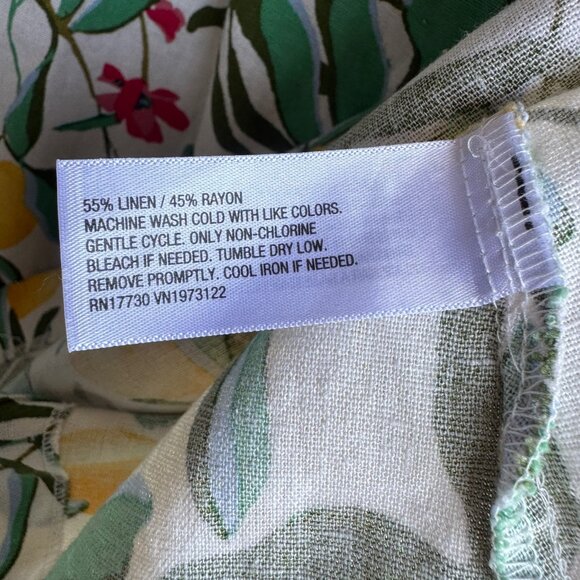 55% LINEN / 45% RAYON
MACHINE WASH COLD WITH LIKE COLORS.
GENTLE CYCLE. ONLY NON-CHLORINE
BLEACH IF NEEDED. TUMBLE DRY LOW.
REMOVE PROMPTLY. COOL IRON IF NEEDED.
RN17730 VN1973122